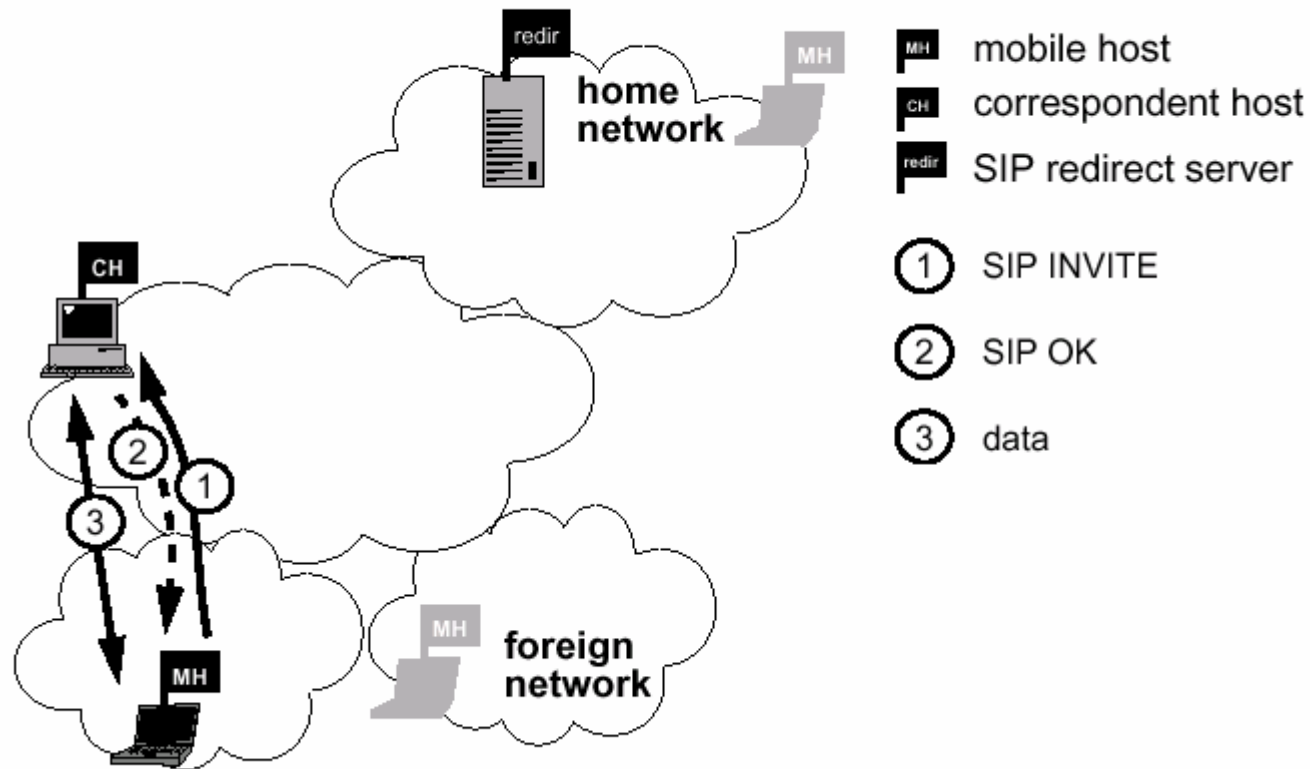 redir
MH
home
network
CH
2
1
3
MH
MH
foreign
network
MH mobile host
CH correspondent host
redir SIP redirect server
1 SIP INVITE
2 SIP OK
3 data